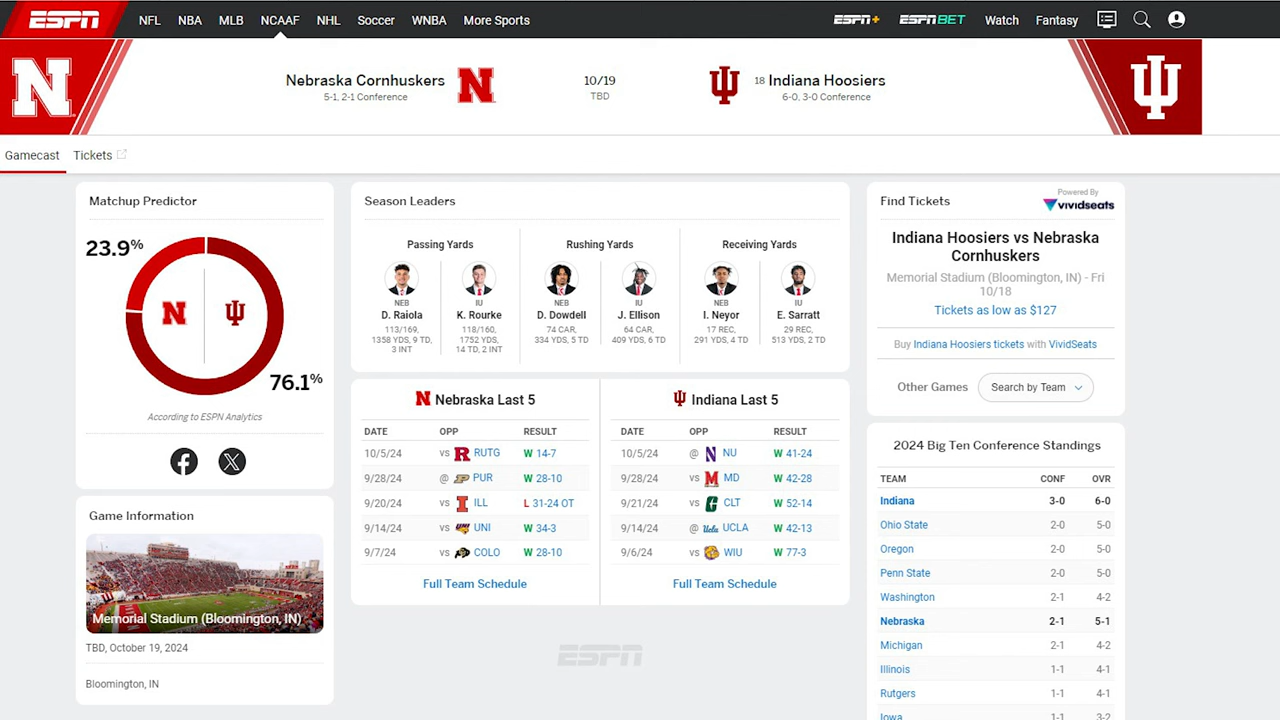 ESPN NFL NBA MLB NCAAF NHL Soccer WNBA More Sports ESPN+ ESPN BET Watch Fantasy
Nebraska Cornhuskers
5-1, 2-1 Conference
10/19
TBD
18 Indiana Hoosiers
6-0, 3-0 Conference
Gamecast Tickets
Matchup Predictor
23.9%
76.1%
According to ESPN Analytics
Game Information
Memorial Stadium (Bloomington, IN)
TBD, October 19, 2024
Bloomington, IN
Season Leaders
Passing Yards
NEB
D. Raiola
113/169,
1358 YDS, 9 TD,
3 INT
IU
K. Rourke
118/160,
1752 YDS,
14 TD, 2 INT
Rushing Yards
NEB
D. Dowdell
74 CAR,
334 YDS, 5 TD
IU
J. Ellison
64 CAR,
409 YDS, 6 TD
Receiving Yards
NEB
I. Neyor
17 REC,
291 YDS, 4 TD
IU
E. Sarratt
29 REC,
513 YDS, 2 TD
Nebraska Last 5
DATE OPP RESULT
10/5/24 vs RUTG W 14-7
9/28/24 @ PUR W 28-10
9/20/24 vs ILL L 31-24 OT
9/14/24 vs UNI W 34-3
9/7/24 vs COLO W 28-10
Full Team Schedule
Indiana Last 5
DATE OPP RESULT
10/5/24 @ NU W 41-24
9/28/24 vs MD W 42-28
9/21/24 vs CLT W 52-14
9/14/24 @ UCLA W 42-13
9/6/24 vs WIU W 77-3
Full Team Schedule
ESPN
Find Tickets
Powered By
vividseats
Indiana Hoosiers vs Nebraska
Cornhuskers
Memorial Stadium (Bloomington, IN) - Fri
10/18
Tickets as low as $127
Buy Indiana Hoosiers tickets with VividSeats
Other Games Search by Team
2024 Big Ten Conference Standings
TEAM CONF OVR
Indiana 3-0 6-0
Ohio State 2-0 5-0
Oregon 2-0 5-0
Penn State 2-0 5-0
Washington 2-1 4-2
Nebraska 2-1 5-1
Michigan 2-1 4-2
Illinois 1-1 4-1
Rutgers 1-1 4-1
Iowa 1-1 3-2